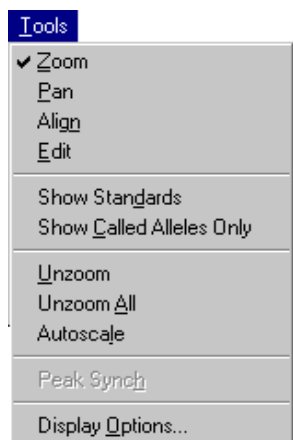 Tools
Zoom
Pan
Align
Edit
Show Standards
Show Called Alleles Only
Unzoom
Unzoom All
Autoscale
Peak Synch
Display Options...